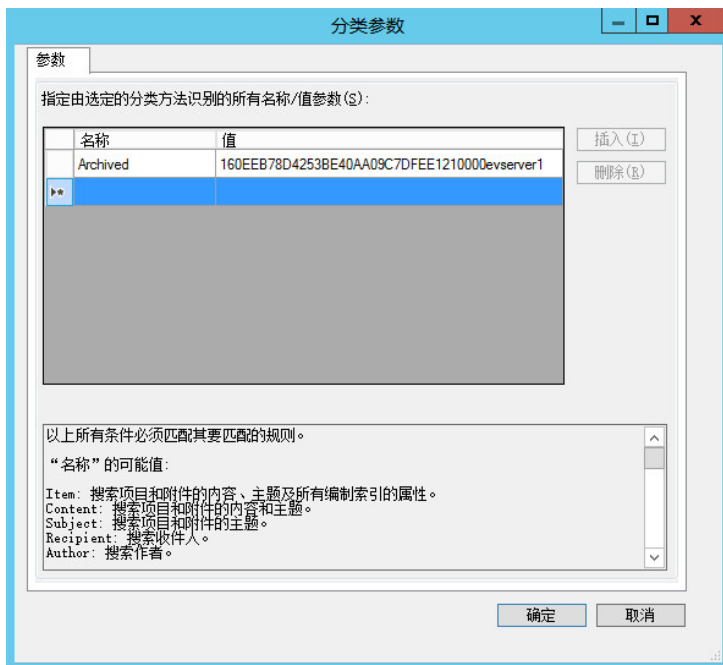 分类参数
参数
指定由选定的分类方法识别的所有名称/值参数(S):
名称 值
Archived 160EEB78D4253BE40AA09C7DFEE1210000evserver1
插入(I)
删除(R)
以上所有条件必须匹配其要匹配的规则。
“名称”的可能值:
Item: 搜索项目和附件的内容、主题及所有编制索引的属性。
Content: 搜索项目和附件的内容和主题。
Subject: 搜索项目和附件的主题。
Recipient: 搜索收件人。
Author: 搜索作者。
确定 取消